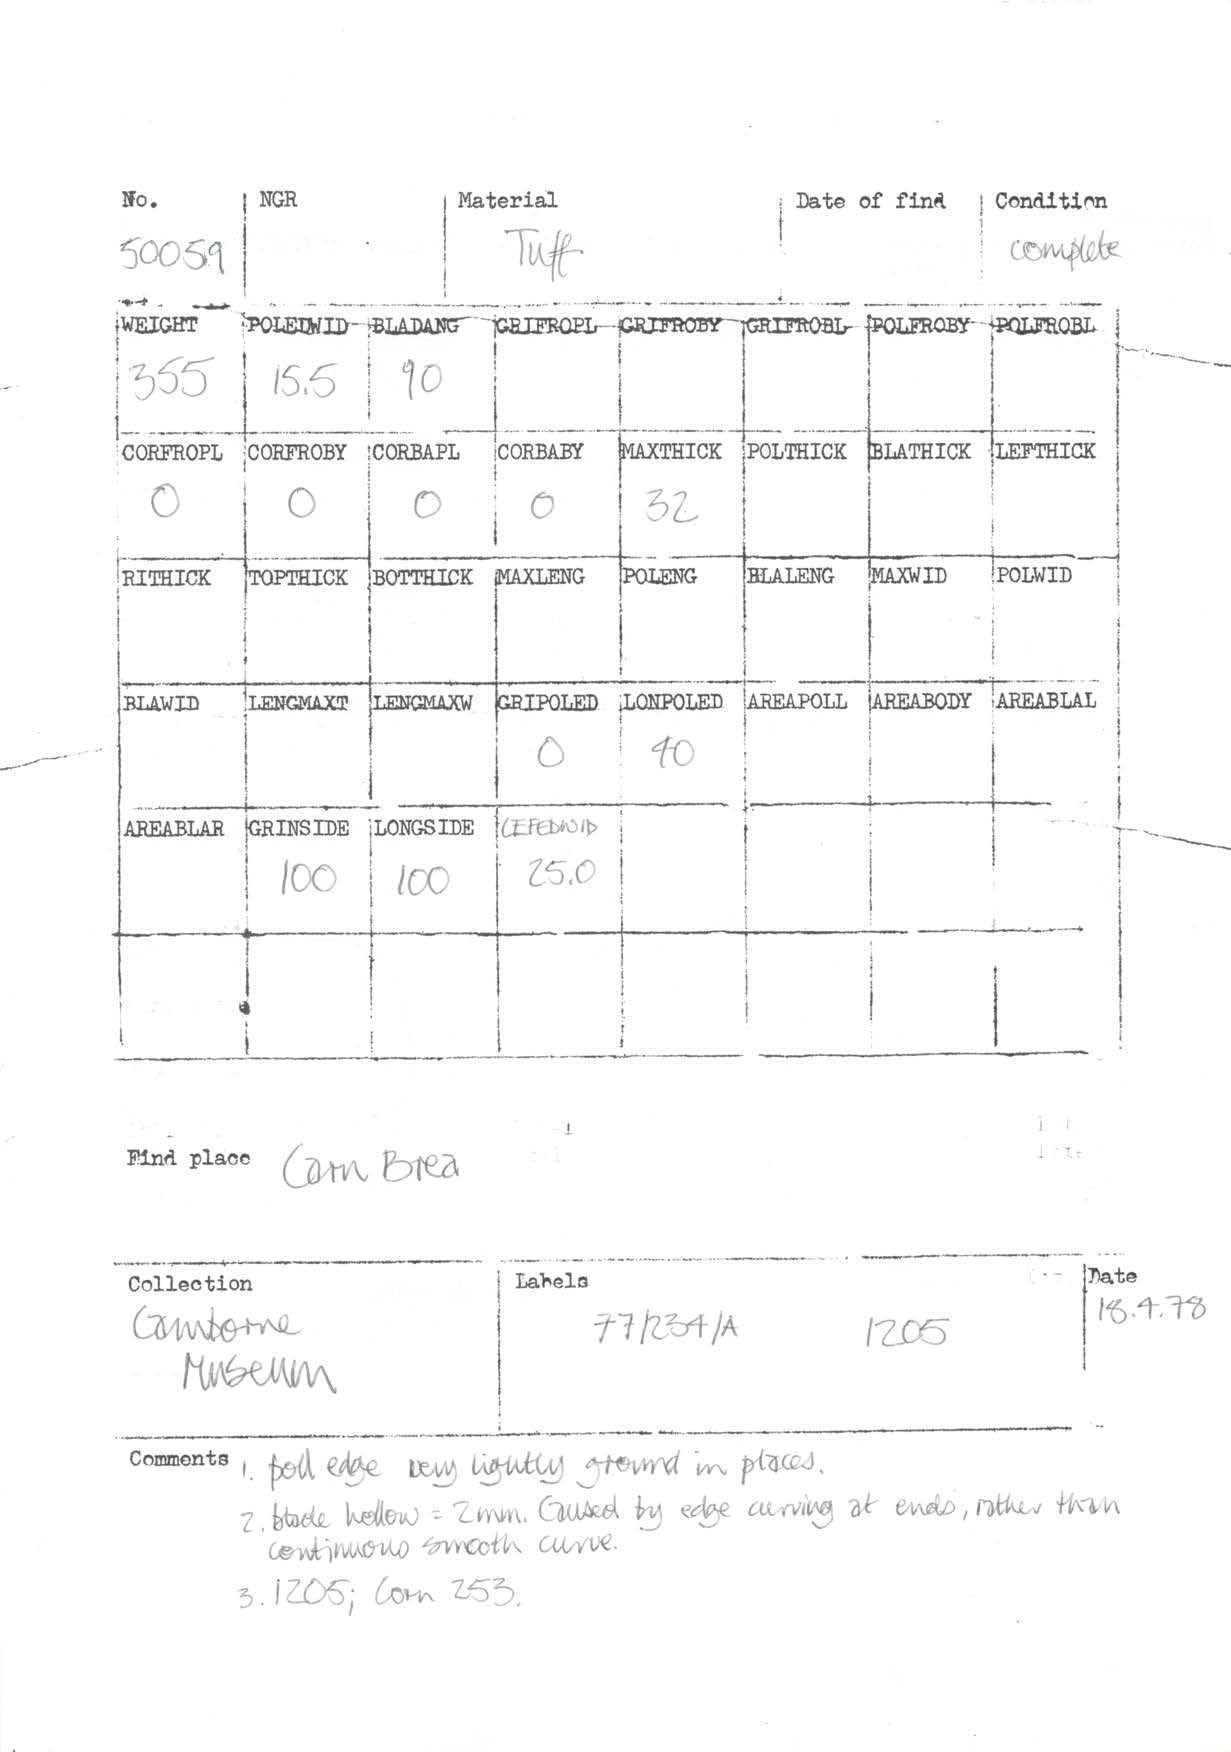 No. NGR Material Date of find Condition
50059 Tuff complete
WEIGHT POLEDWID BLADANG GRIFROPL GRIFROBY GRIFROBL POLFROBY POLFROBL
355 15.5 90
CORFROPL CORFROBY CORBAPL CORBABY MAXTHICK POLTHICK BLATHICK LEFTHICK
0 0 0 0 32
RITHICK TOPTHICK BOTTHICK MAXLENG POLENG BLALENG MAXWID POLWID
BLAWID LENGMAXT LENGMAXW GRIPOLED LONPOLED AREAPOLL AREABODY AREABLAL
0 40
AREABLAR GRINSIDE LONGSIDE LEFEDWID
100 100 25.0
Find place Carn Brea
Collection Labels Date
Camborne 77/234/A 1205 18.4.78
Museum
Comments 1. poll edge very lightly ground in places.
2. blade hollow = 2mm. Caused by edge curving at ends, rather than
continuous smooth curve.
3. 1205; Corn 253.